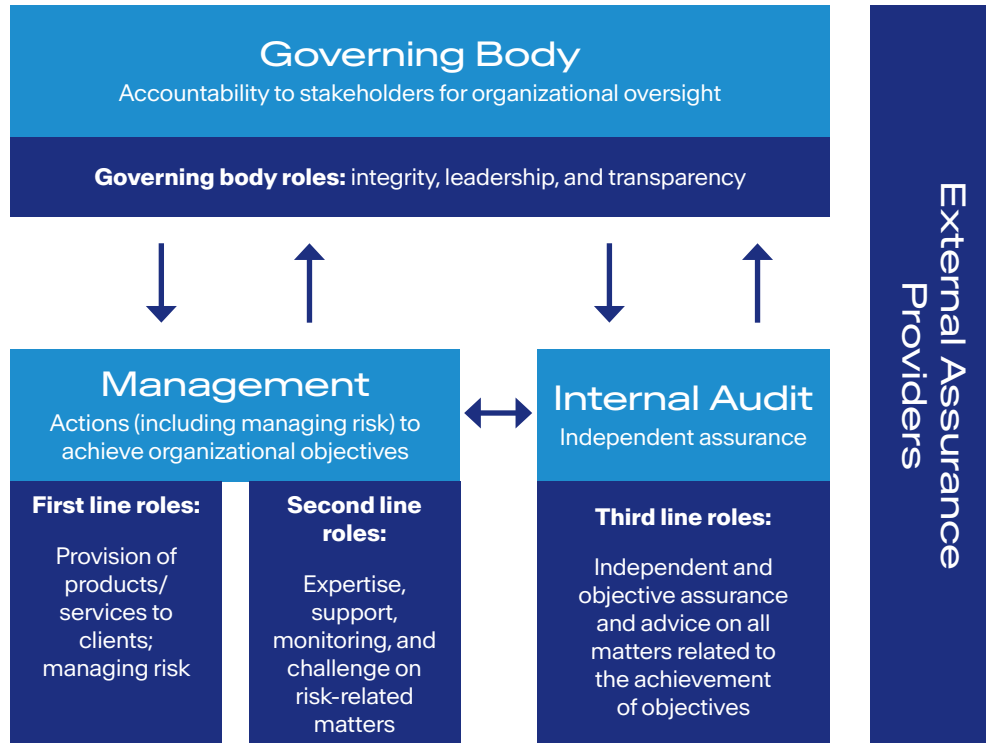 Governing Body
Accountability to stakeholders for organizational oversight
Governing body roles: integrity, leadership, and transparency
Management
Actions (including managing risk) to
achieve organizational objectives
Internal Audit
Independent assurance
First line roles:
Provision of
products/
services to
clients;
managing risk
Second line
roles:
Expertise,
support,
monitoring, and
challenge on
risk-related
matters
Third line roles:
Independent and
objective assurance
and advice on all
matters related to
the achievement
of objectives
External Assurance
Providers